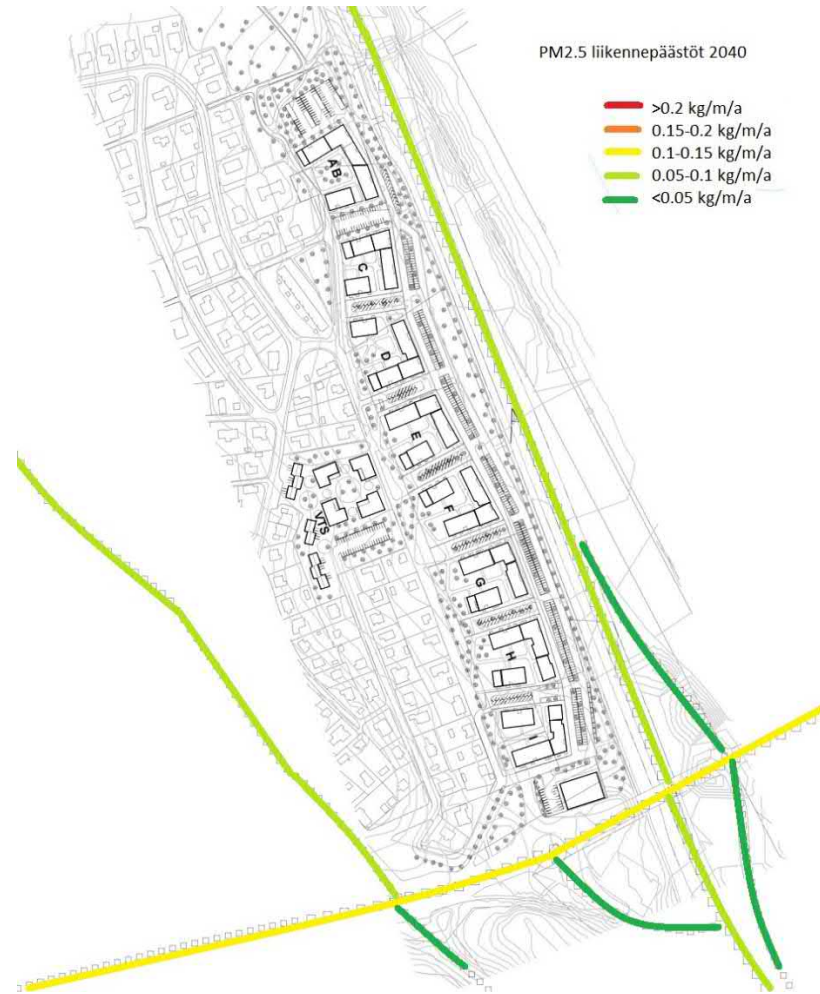 PM2.5 liikennepäästöt 2040
>0.2 kg/m/a
0.15-0.2 kg/m/a
0.1-0.15 kg/m/a
0.05-0.1 kg/m/a
<0.05 kg/m/a
AB
C
D
E
VTS
F
G
H
I